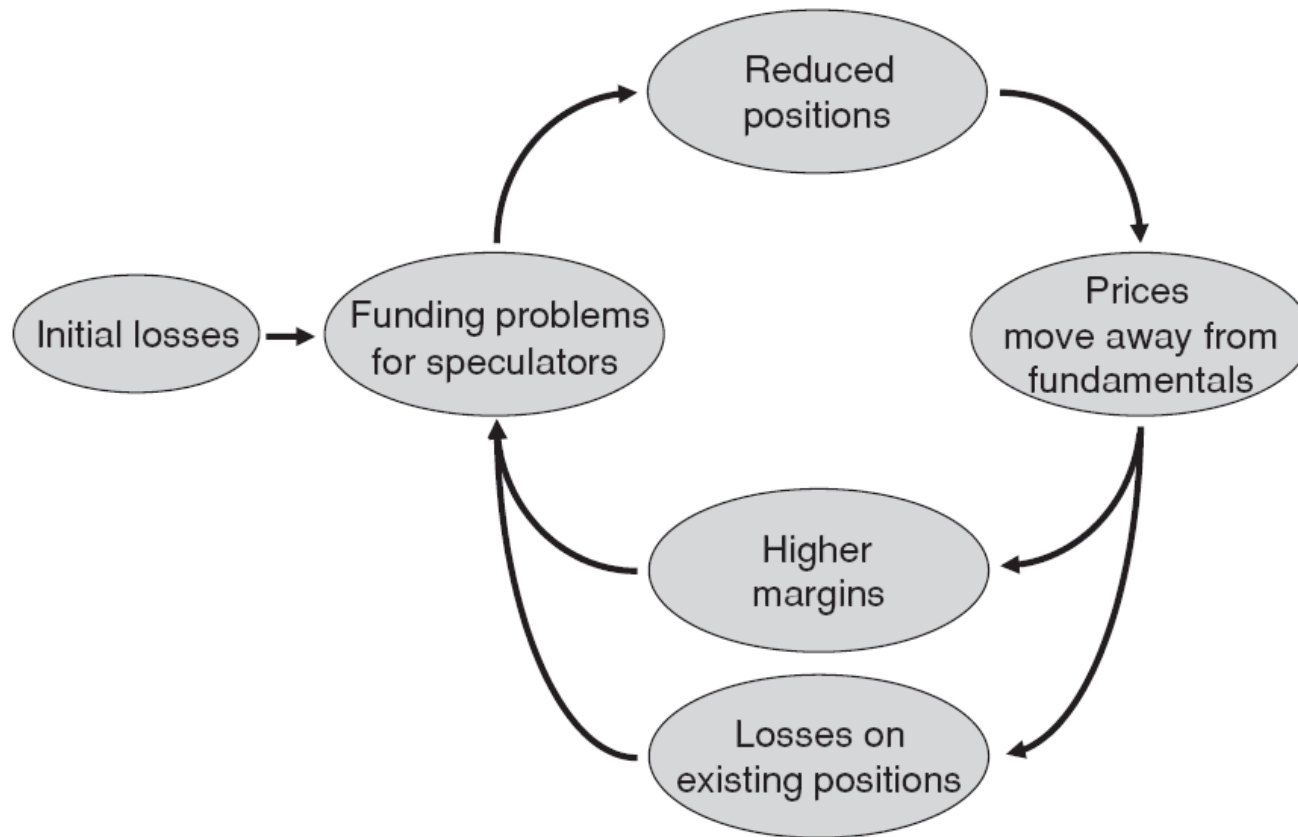 Reduced
positions
Initial losses
Funding problems
for speculators
Prices
move away from
fundamentals
Higher
margins
Losses on
existing positions